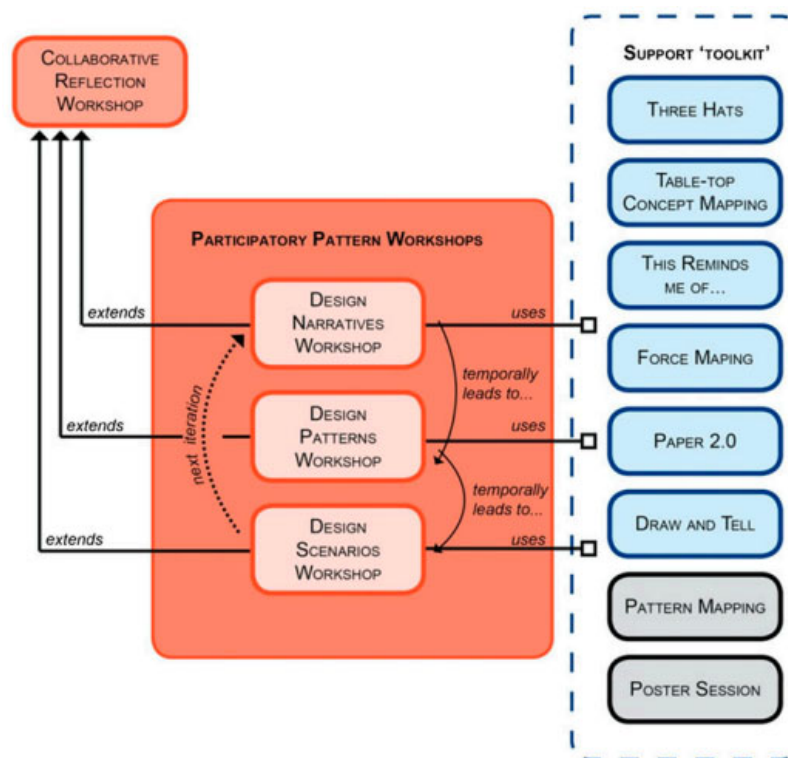 COLLABORATIVE
REFLECTION
WORKSHOP
SUPPORT ‘TOOLKIT’
THREE HATS
TABLE-TOP
CONCEPT MAPPING
THIS REMINDS
ME OF...
FORCE MAPING
PAPER 2.0
DRAW AND TELL
PATTERN MAPPING
POSTER SESSION
PARTICIPATORY PATTERN WORKSHOPS
DESIGN
NARRATIVES
WORKSHOP
extends
uses
temporally
leads to...
DESIGN
PATTERNS
WORKSHOP
extends
uses
next iteration
temporally
leads to...
DESIGN
SCENARIOS
WORKSHOP
extends
uses